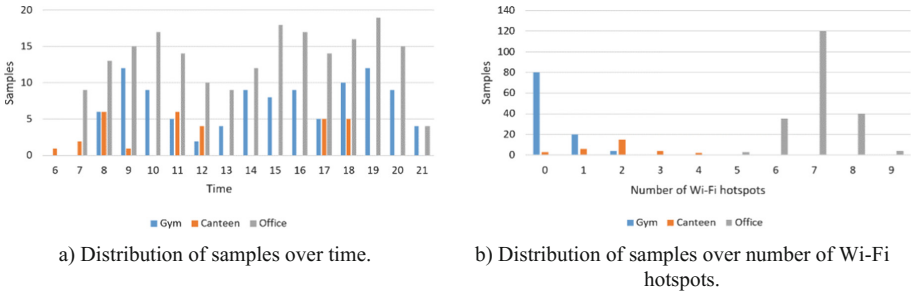 20
15
10
5
0
Samples
6 7 8 9 10 11 12 13 14 15 16 17 18 19 20 21
Time
Gym Canteen Office
a) Distribution of samples over time.
140
120
100
80
60
40
20
0
Samples
0 1 2 3 4 5 6 7 8 9
Number of Wi-Fi hotspots
Gym Canteen Office
b) Distribution of samples over number of Wi-Fi
hotspots.